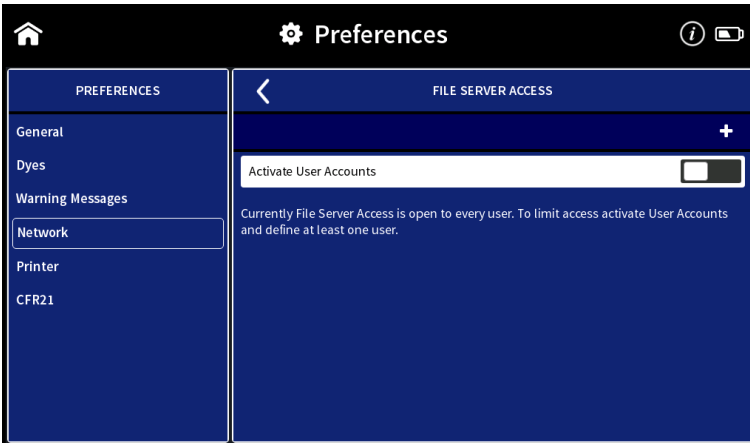 Preferences
i
PREFERENCES
FILE SERVER ACCESS
General
Dyes
Warning Messages
Network
Printer
CFR21
Activate User Accounts
Currently File Server Access is open to every user. To limit access activate User Accounts
and define at least one user.